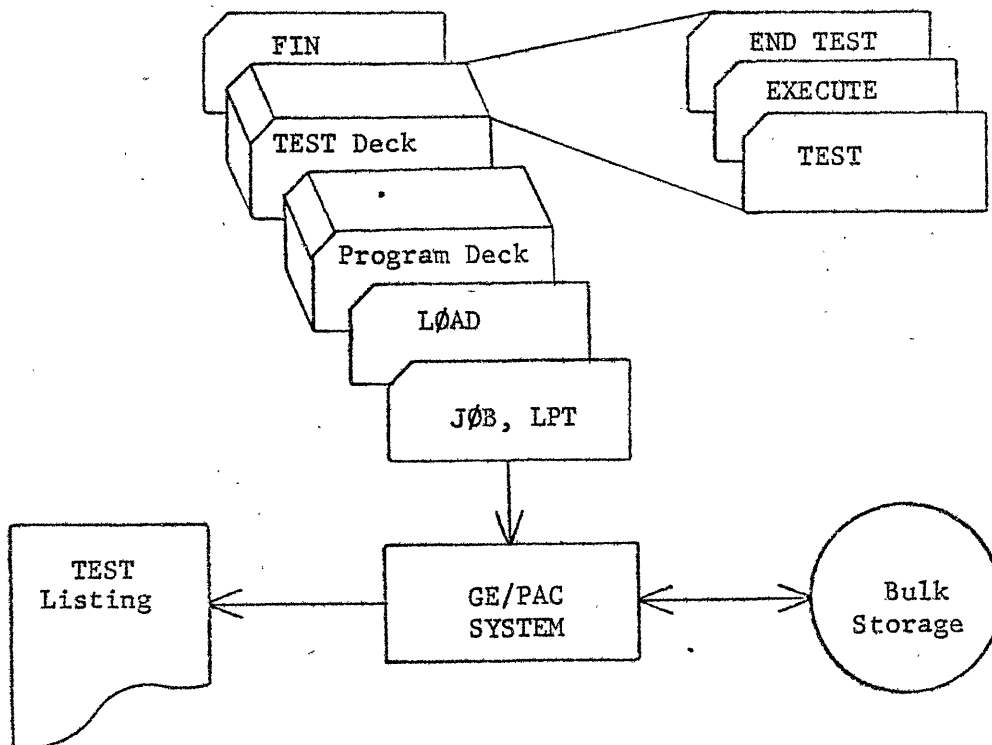 FIN
TEST Deck
Program Deck
LØAD
JØB, LPT
END TEST
EXECUTE
TEST
TEST
Listing
GE/PAC
SYSTEM
Bulk
Storage